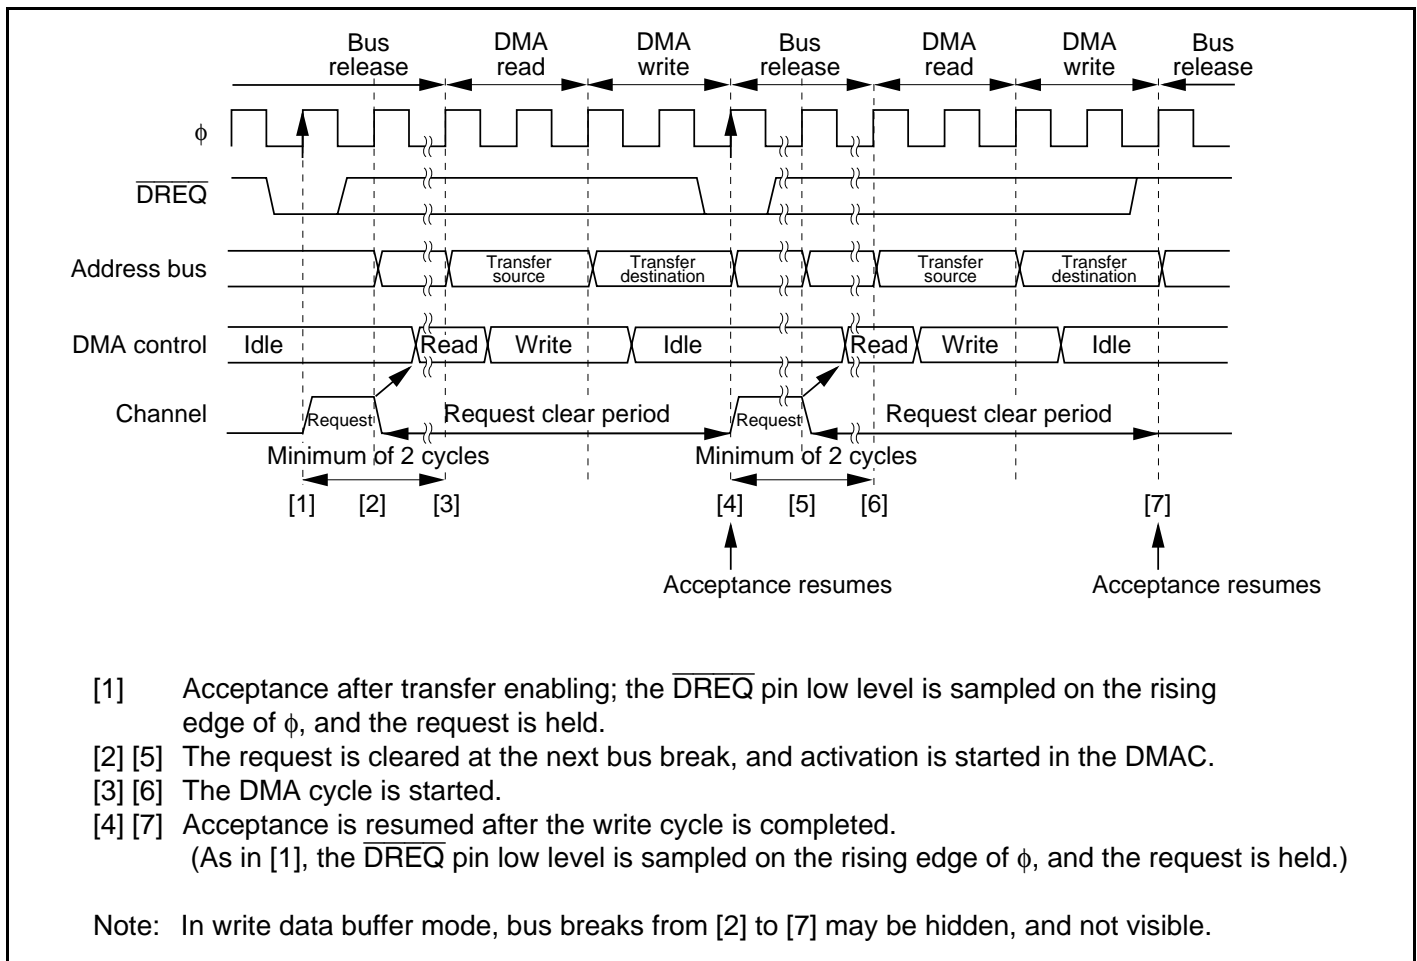 Bus release DMA read DMA write Bus release DMA read DMA write Bus release
ϕ
D̅R̅E̅Q̅
Address bus Transfer source Transfer destination Transfer source Transfer destination
DMA control Idle Read Write Idle Read Write Idle
Channel Request Request clear period Request Request clear period
Minimum of 2 cycles Minimum of 2 cycles
[1] [2] [3] [4] [5] [6] [7]
Acceptance resumes Acceptance resumes
[1] Acceptance after transfer enabling; the D̅R̅E̅Q̅ pin low level is sampled on the rising
edge of ϕ, and the request is held.
[2] [5] The request is cleared at the next bus break, and activation is started in the DMAC.
[3] [6] The DMA cycle is started.
[4] [7] Acceptance is resumed after the write cycle is completed.
(As in [1], the D̅R̅E̅Q̅ pin low level is sampled on the rising edge of ϕ, and the request is held.)
Note: In write data buffer mode, bus breaks from [2] to [7] may be hidden, and not visible.